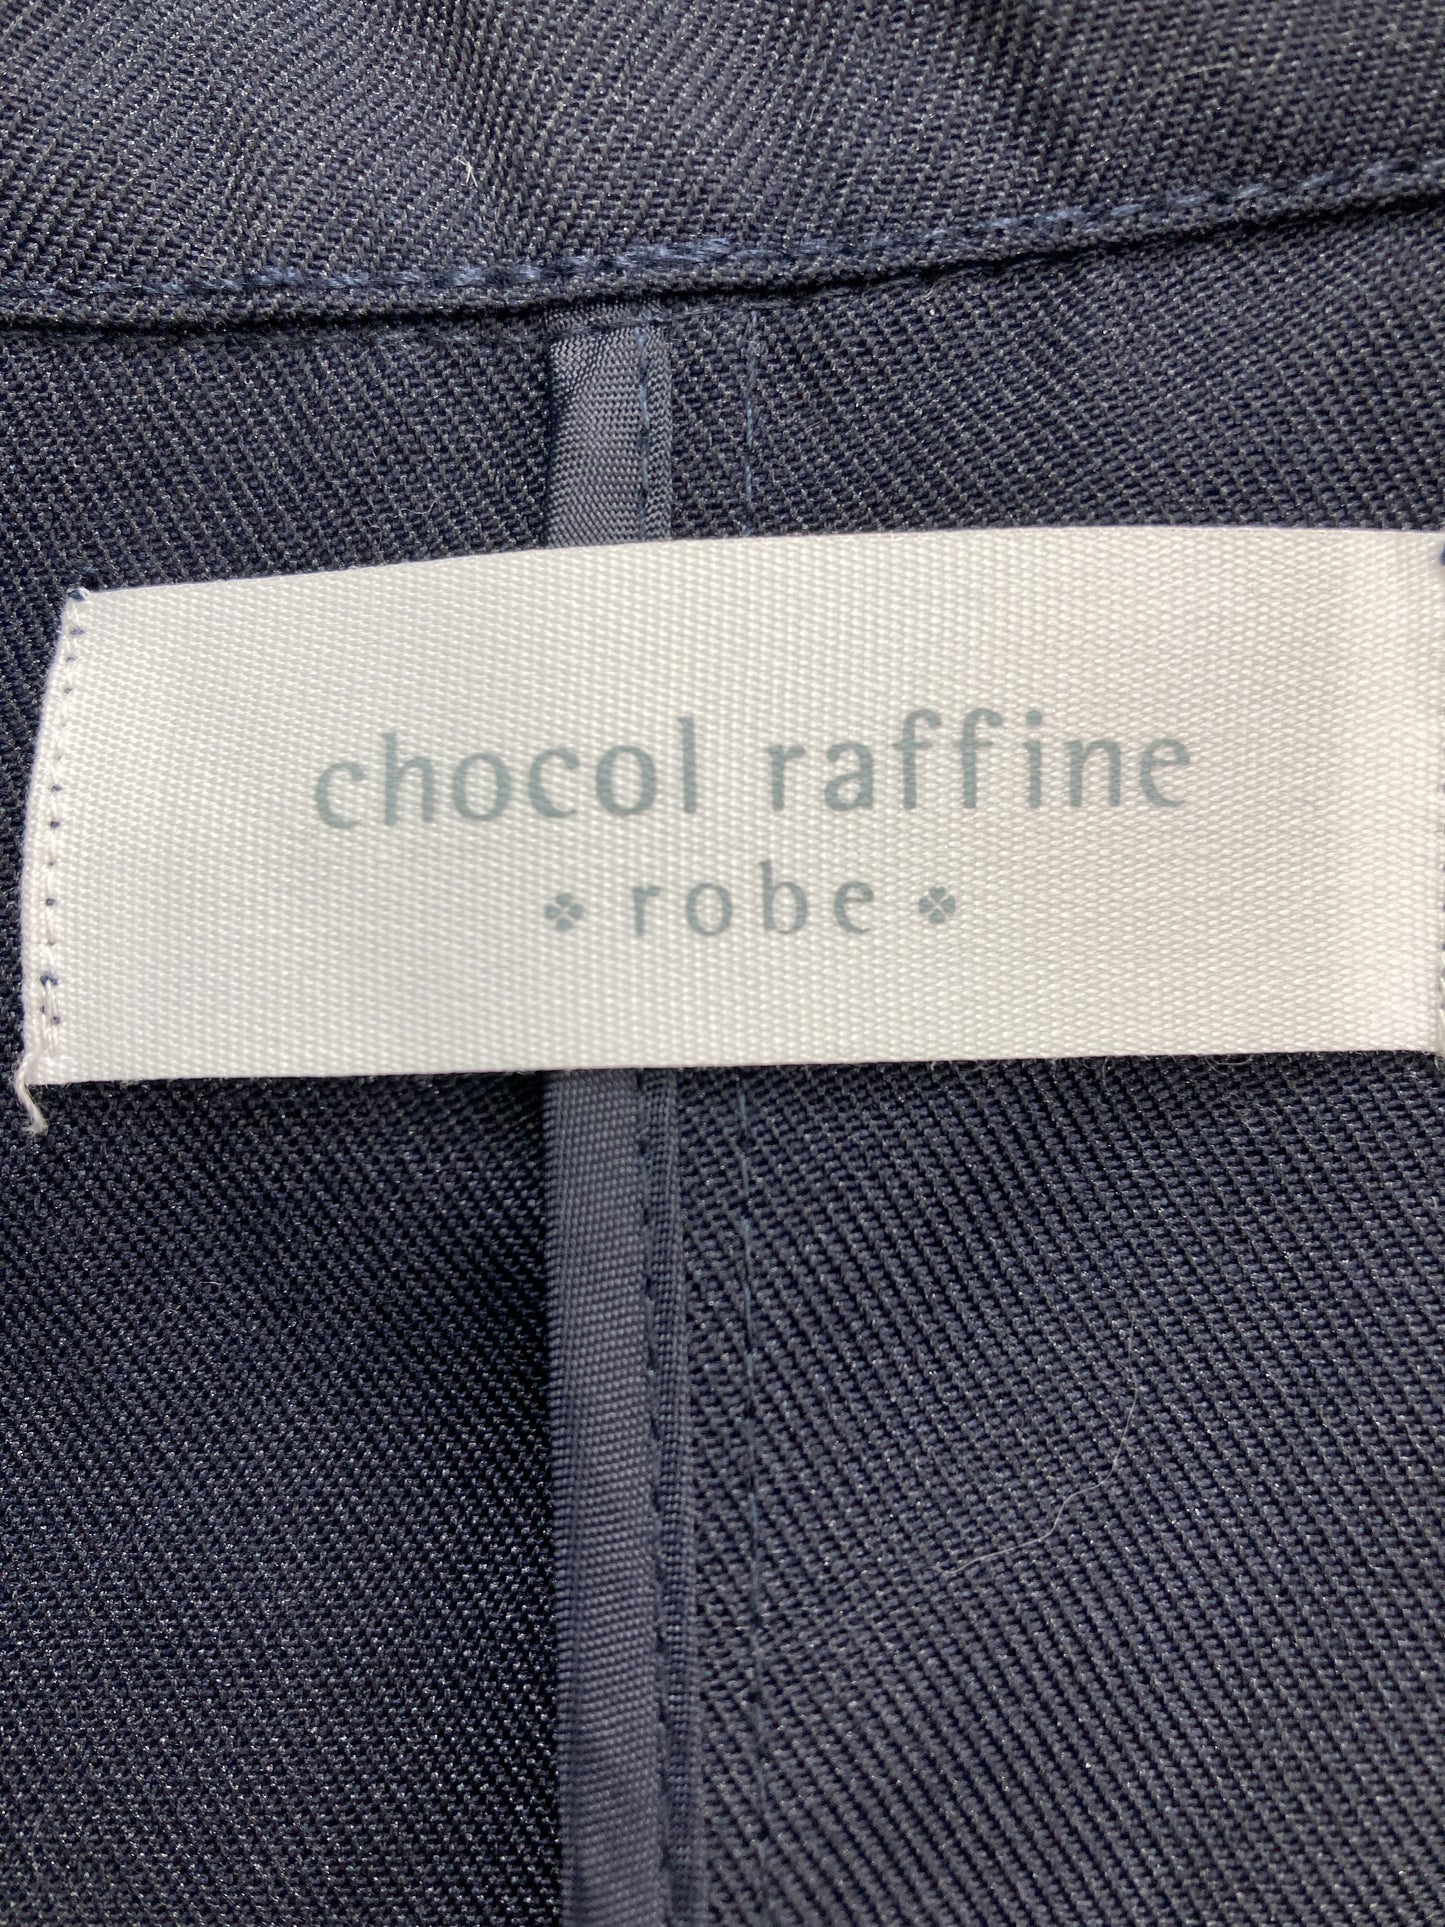 chocol raffine
robe